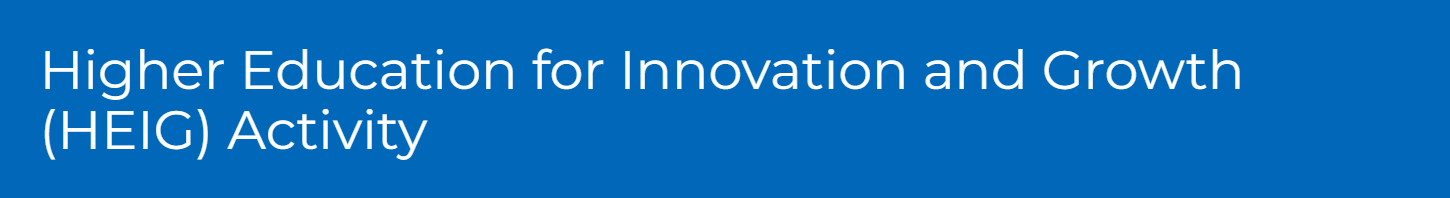 Higher Education for Innovation and Growth
(HEIG) Activity